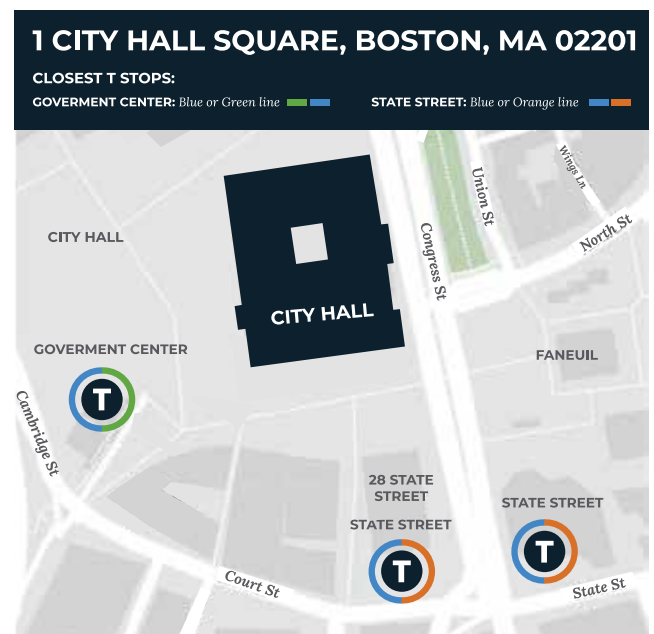 1 CITY HALL SQUARE, BOSTON, MA 02201
CLOSEST T STOPS:
GOVERMENT CENTER: Blue or Green line
STATE STREET: Blue or Orange line
Wings Ln
Union St
North St
CITY HALL
Congress St
CITY HALL
GOVERMENT CENTER
FANEUIL
T
Cambridge St
28 STATE
STREET
STATE STREET
STATE STREET
T
T
Court St
State St